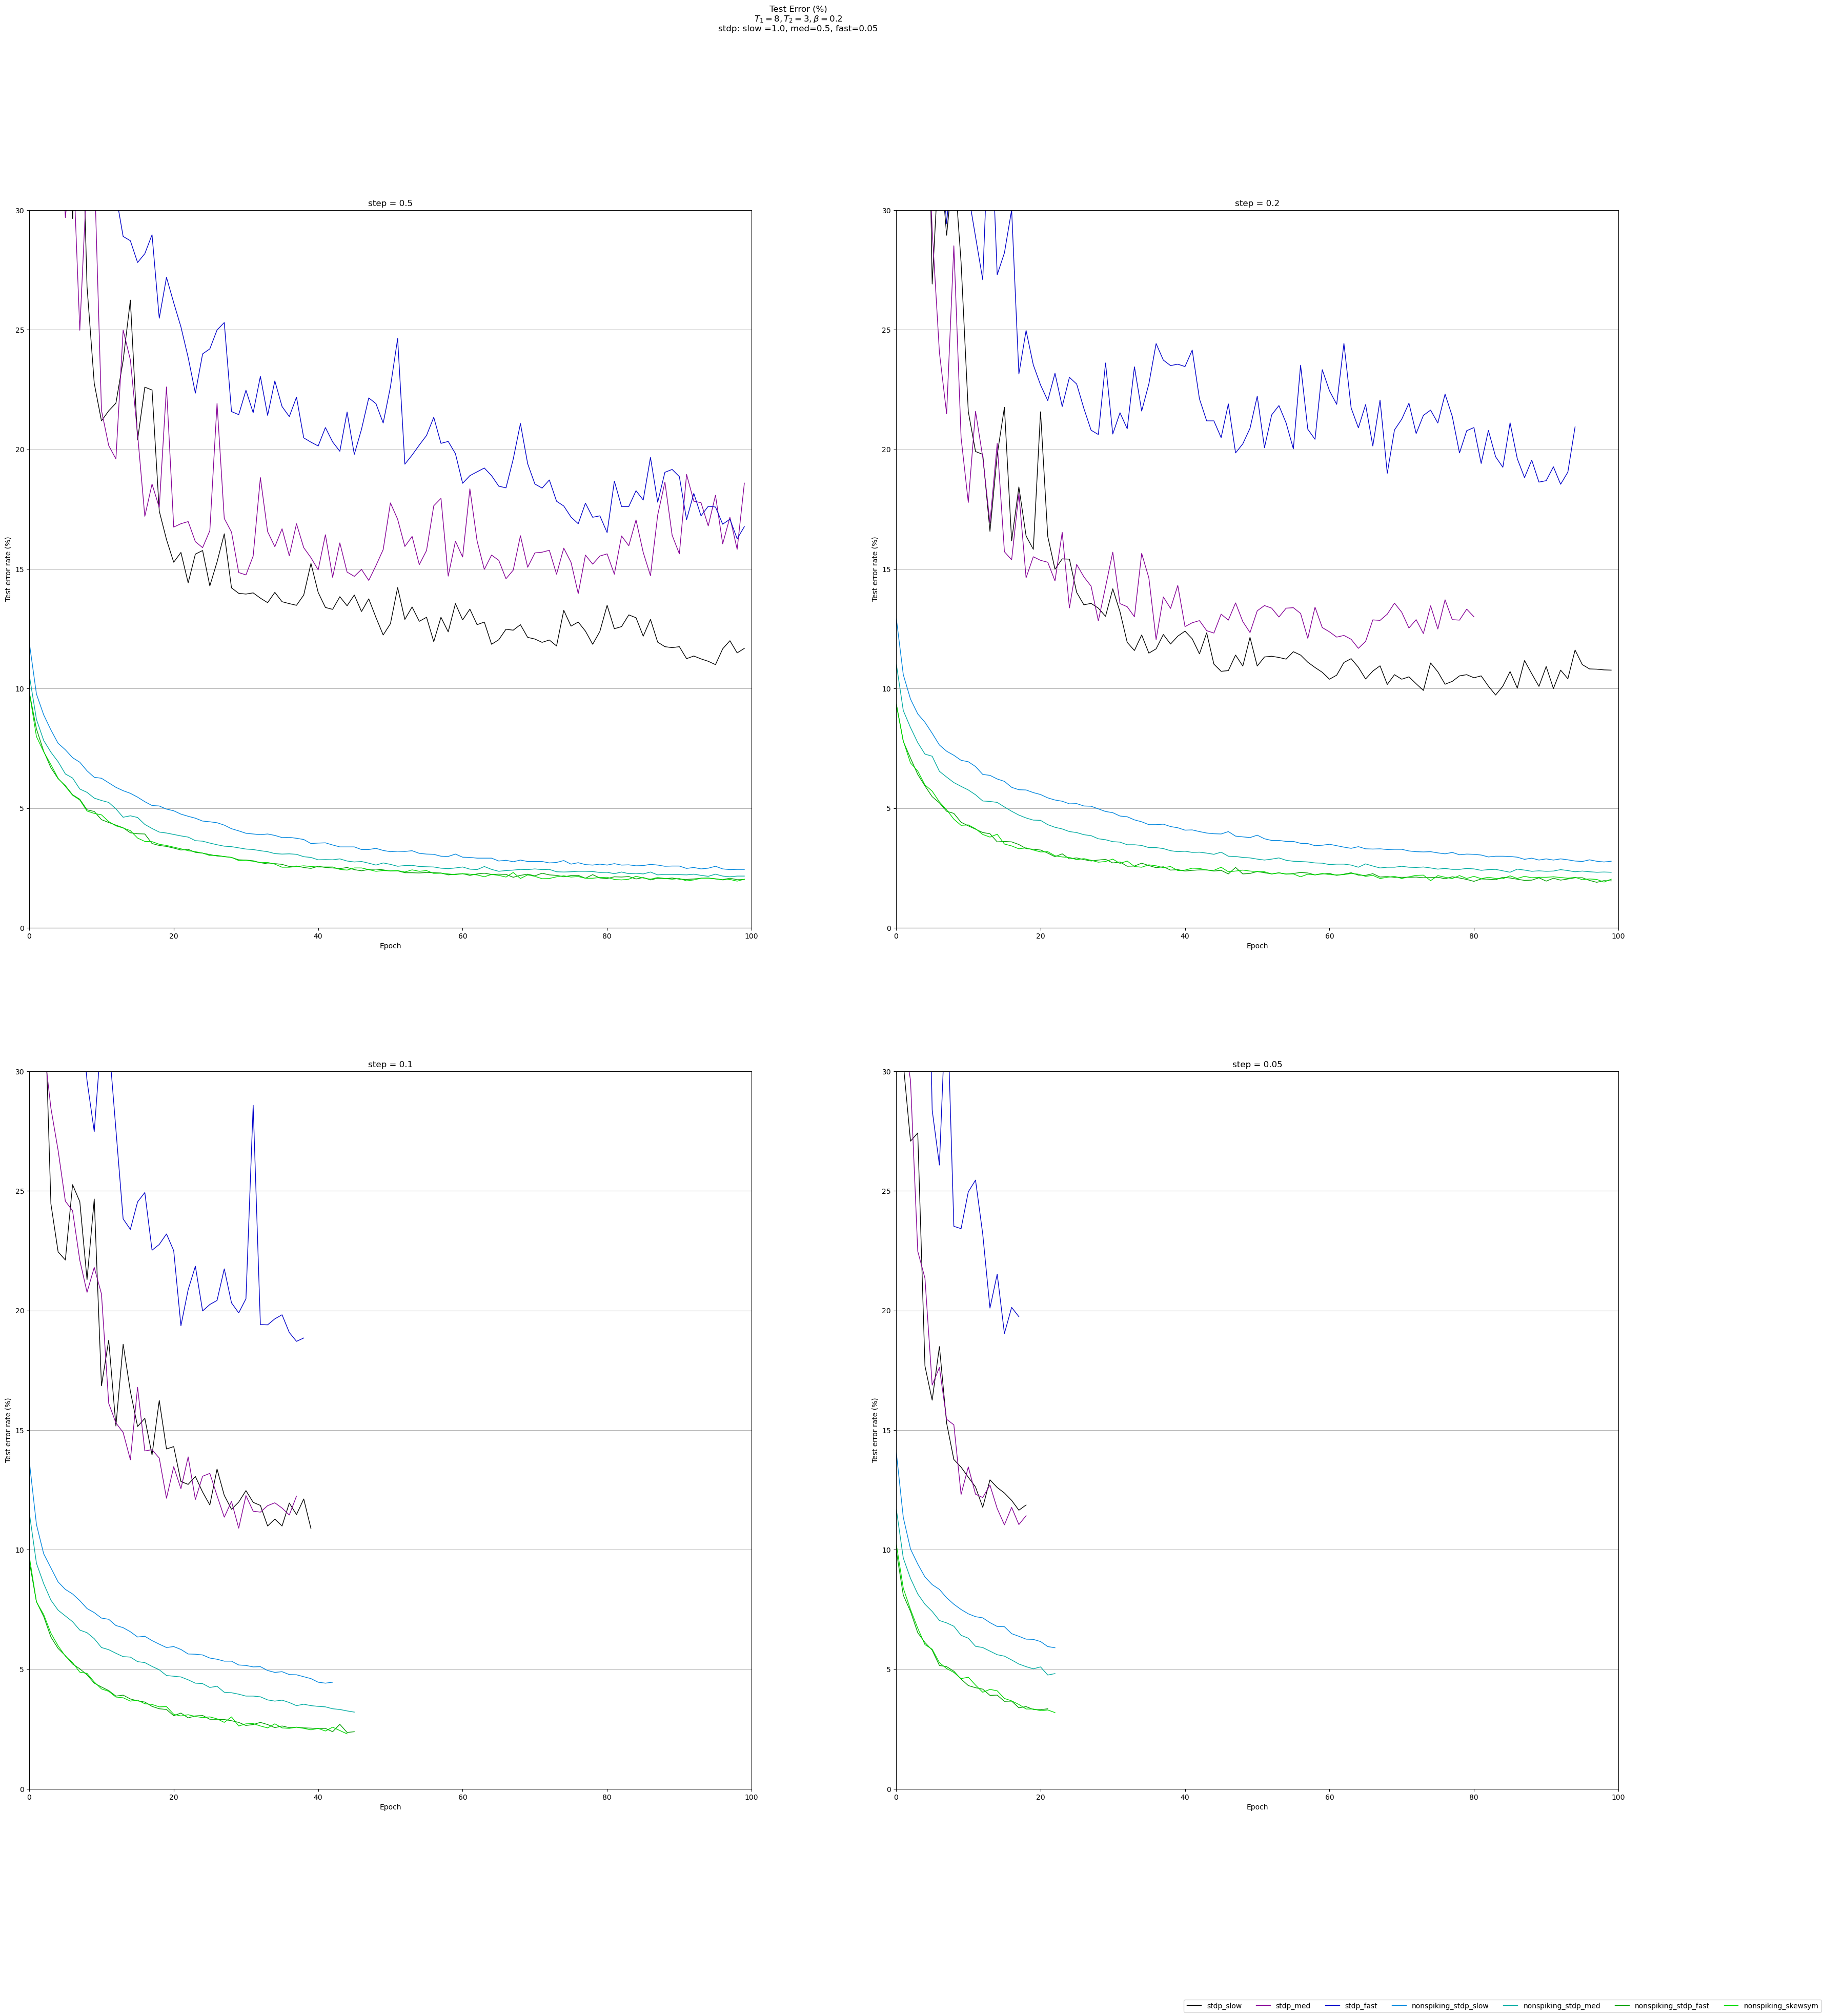 Test Error (%)
T₁ = 8, T₂ = 3, β = 0.2
stdp: slow =1.0, med=0.5, fast=0.05
step = 0.5
30
25
20
15
10
5
0
Test error rate (%)
0 20 40 60 80 100
Epoch
step = 0.2
30
25
20
15
10
5
0
Test error rate (%)
0 20 40 60 80 100
Epoch
step = 0.1
30
25
20
15
10
5
0
Test error rate (%)
0 20 40 60 80 100
Epoch
step = 0.05
30
25
20
15
10
5
0
Test error rate (%)
0 20 40 60 80 100
Epoch
stdp_slow stdp_med stdp_fast nonspiking_stdp_slow nonspiking_stdp_med nonspiking_stdp_fast nonspiking_skewsym